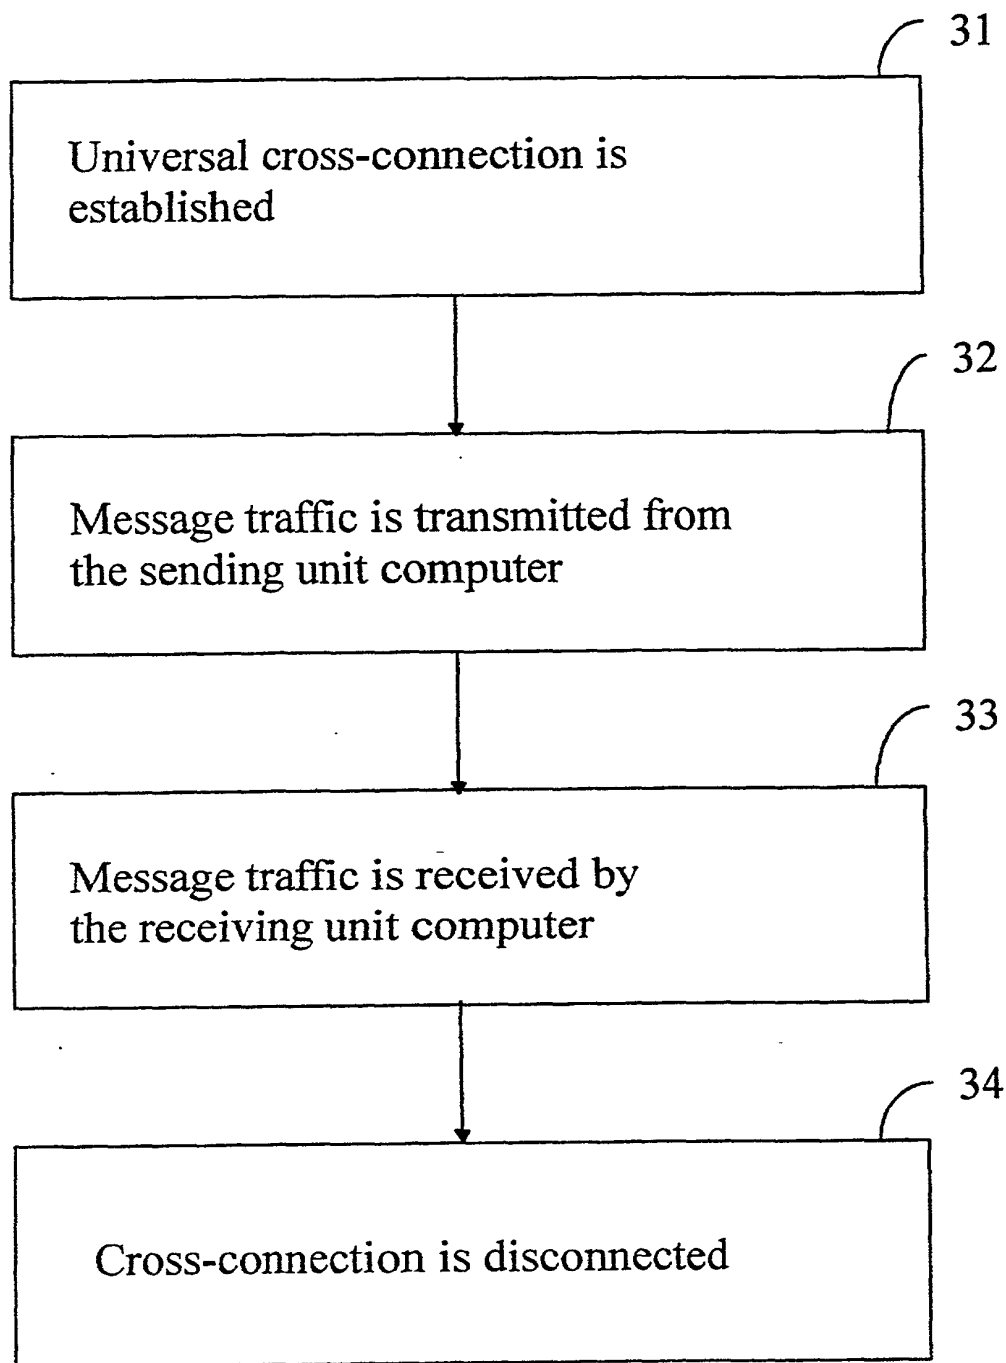 31
Universal cross-connection is
established
32
Message traffic is transmitted from
the sending unit computer
33
Message traffic is received by
the receiving unit computer
34
Cross-connection is disconnected